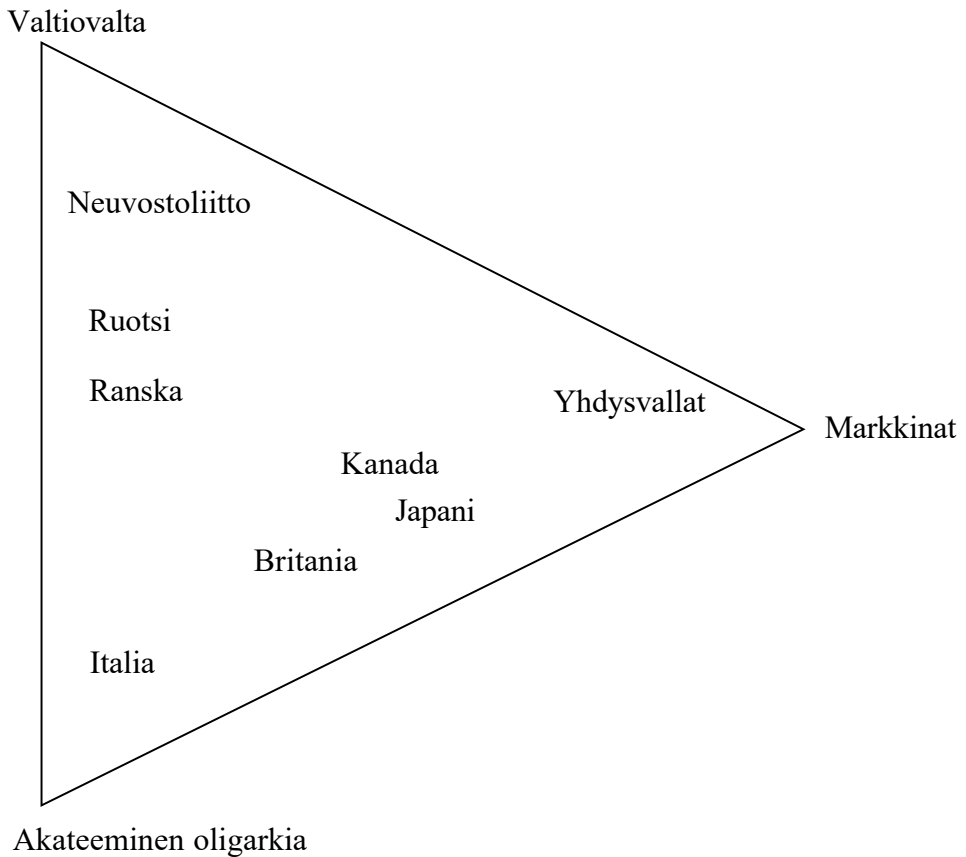 Valtiovalta
Neuvostoliitto
Ruotsi
Ranska
Yhdysvallat
Markkinat
Kanada
Japani
Britania
Italia
Akateeminen oligarkia